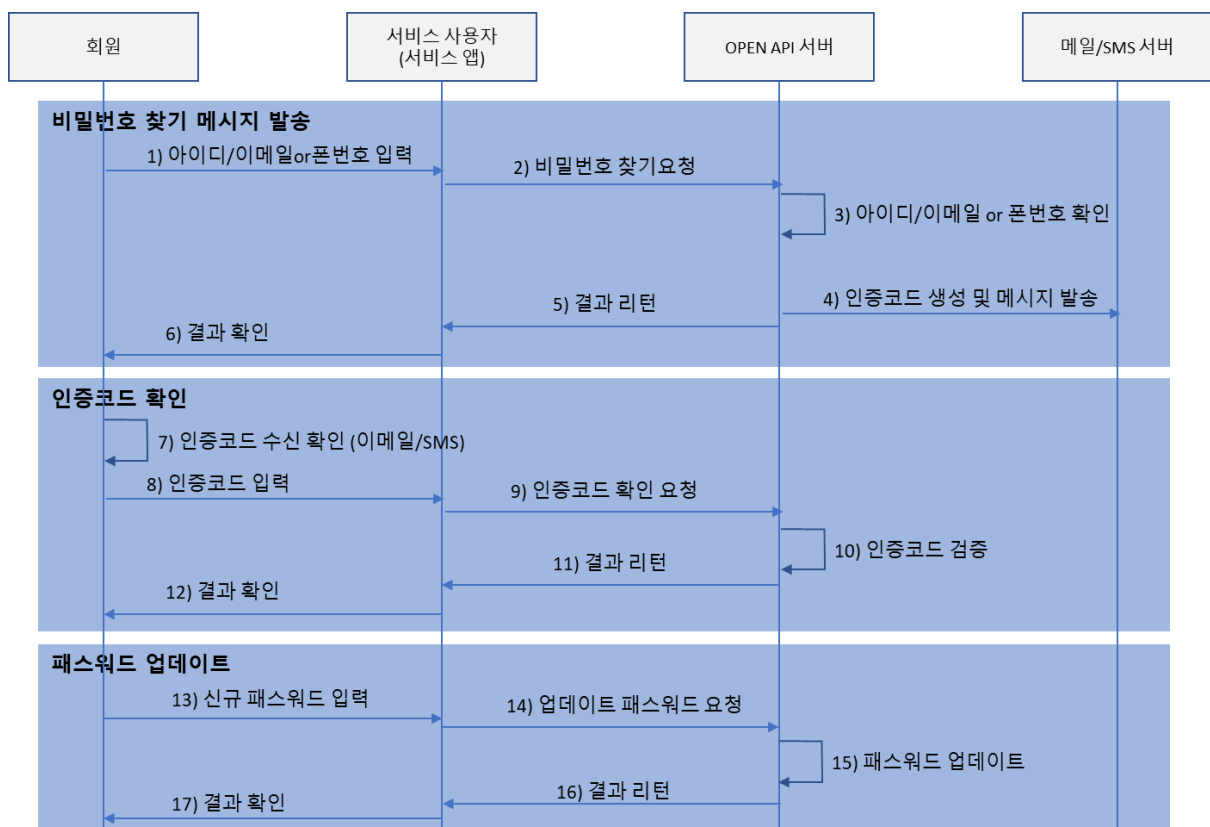 회원
서비스 사용자
(서비스 앱)
OPEN API 서버
메일/SMS 서버
비밀번호 찾기 메시지 발송
1) 아이디/이메일or폰번호 입력
2) 비밀번호 찾기요청
3) 아이디/이메일 or 폰번호 확인
4) 인증코드 생성 및 메시지 발송
5) 결과 리턴
6) 결과 확인
인증코드 확인
7) 인증코드 수신 확인 (이메일/SMS)
8) 인증코드 입력
9) 인증코드 확인 요청
10) 인증코드 검증
11) 결과 리턴
12) 결과 확인
패스워드 업데이트
13) 신규 패스워드 입력
14) 업데이트 패스워드 요청
15) 패스워드 업데이트
16) 결과 리턴
17) 결과 확인